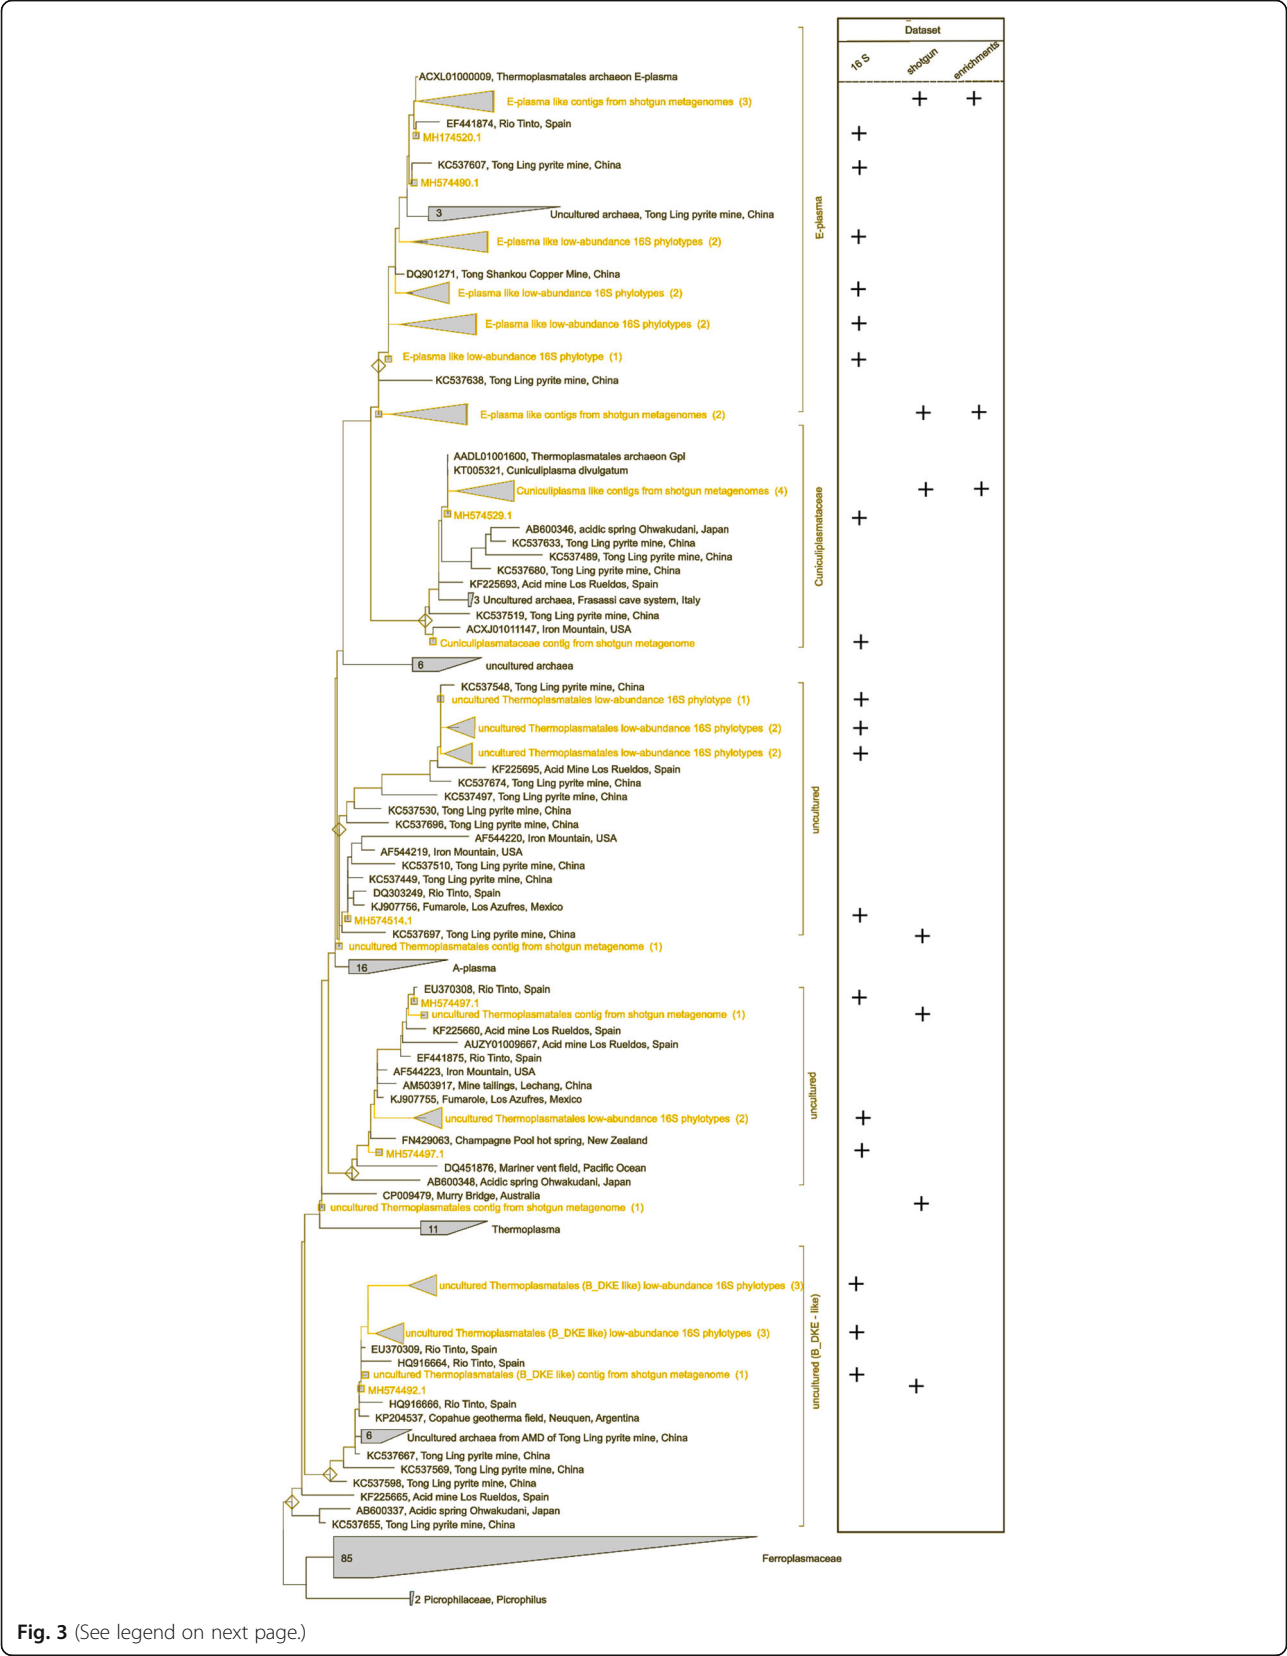 Dataset
16 S
shotgun
enrichments
ACXL01000009, Thermoplasmatales archaeon E-plasma
E-plasma like contigs from shotgun metagenomes (3)
EF441874, Rio Tinto, Spain
MH174520.1
KC537607, Tong Ling pyrite mine, China
MH574490.1
3
Uncultured archaea, Tong Ling pyrite mine, China
E-plasma like low-abundance 16S phylotypes (2)
DQ901271, Tong Shankou Copper Mine, China
E-plasma like low-abundance 16S phylotypes (2)
E-plasma like low-abundance 16S phylotypes (2)
E-plasma like low-abundance 16S phylotype (1)
KC537638, Tong Ling pyrite mine, China
E-plasma like contigs from shotgun metagenomes (2)
E-plasma
AADL01001600, Thermoplasmatales archaeon Gpl
KT005321, Cuniculiplasma divulgatum
Cuniculiplasma like contigs from shotgun metagenomes (4)
MH574529.1
AB600346, acidic spring Ohwakudani, Japan
KC537633, Tong Ling pyrite mine, China
KC537489, Tong Ling pyrite mine, China
KC537680, Tong Ling pyrite mine, China
KF225693, Acid mine Los Rueldos, Spain
3 Uncultured archaea, Frasassi cave system, Italy
KC537519, Tong Ling pyrite mine, China
ACXJ01011147, Iron Mountain, USA
Cuniculiplasmataceae contig from shotgun metagenome
Cuniculiplasmataceae
6
uncultured archaea
KC537548, Tong Ling pyrite mine, China
uncultured Thermoplasmatales low-abundance 16S phylotype (1)
uncultured Thermoplasmatales low-abundance 16S phylotypes (2)
uncultured Thermoplasmatales low-abundance 16S phylotypes (2)
KF225695, Acid Mine Los Rueldos, Spain
KC537674, Tong Ling pyrite mine, China
KC537497, Tong Ling pyrite mine, China
KC537530, Tong Ling pyrite mine, China
KC537696, Tong Ling pyrite mine, China
AF544220, Iron Mountain, USA
AF544219, Iron Mountain, USA
KC537510, Tong Ling pyrite mine, China
KC537449, Tong Ling pyrite mine, China
DQ303249, Rio Tinto, Spain
KJ907756, Fumarole, Los Azufres, Mexico
MH574514.1
KC537697, Tong Ling pyrite mine, China
uncultured
uncultured Thermoplasmatales contig from shotgun metagenome (1)
16
A-plasma
EU370308, Rio Tinto, Spain
MH574497.1
uncultured Thermoplasmatales contig from shotgun metagenome (1)
KF225660, Acid mine Los Rueldos, Spain
AUZY01009667, Acid mine Los Rueldos, Spain
EF441875, Rio Tinto, Spain
AF544223, Iron Mountain, USA
AM503917, Mine tailings, Lechang, China
KJ907755, Fumarole, Los Azufres, Mexico
uncultured Thermoplasmatales low-abundance 16S phylotypes (2)
FN429063, Champagne Pool hot spring, New Zealand
MH574497.1
DQ451876, Mariner vent field, Pacific Ocean
AB600348, Acidic spring Ohwakudani, Japan
uncultured
CP009479, Murry Bridge, Australia
uncultured Thermoplasmatales contig from shotgun metagenome (1)
11
Thermoplasma
uncultured Thermoplasmatales (B_DKE like) low-abundance 16S phylotypes (3)
uncultured Thermoplasmatales (B_DKE like) low-abundance 16S phylotypes (3)
EU370309, Rio Tinto, Spain
HQ916664, Rio Tinto, Spain
uncultured Thermoplasmatales (B_DKE like) contig from shotgun metagenome (1)
MH574492.1
HQ916666, Rio Tinto, Spain
KP204537, Copahue geotherma field, Neuquen, Argentina
6
Uncultured archaea from AMD of Tong Ling pyrite mine, China
KC537667, Tong Ling pyrite mine, China
KC537569, Tong Ling pyrite mine, China
KC537598, Tong Ling pyrite mine, China
KF225665, Acid mine Los Rueldos, Spain
AB600337, Acidic spring Ohwakudani, Japan
KC537655, Tong Ling pyrite mine, China
uncultured (B_DKE - like)
85
Ferroplasmaceae
2 Picrophilaceae, Picrophilus
Fig. 3 (See legend on next page.)